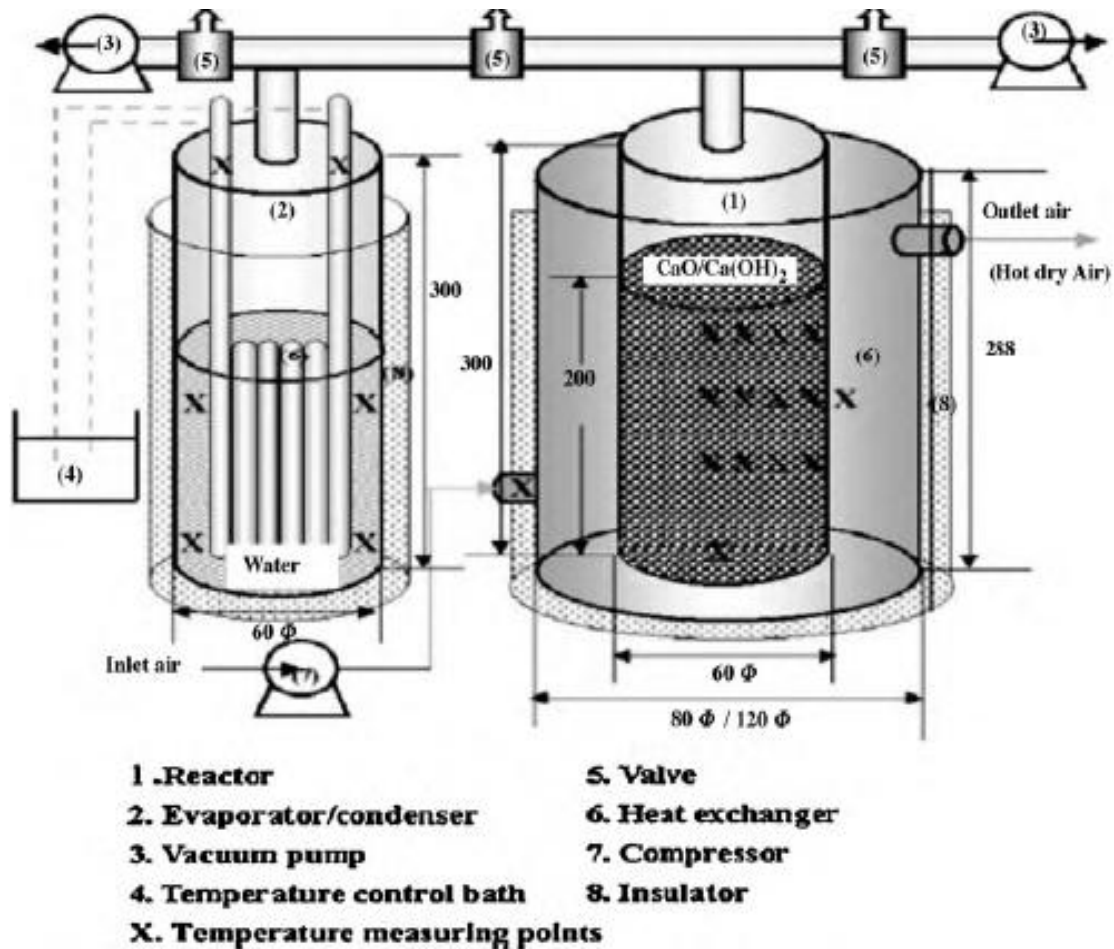 (3)
(5)
(5)
(5)
(3)
(2)
(1)
Outlet air
(Hot dry Air)
CaO/Ca(OH)2
X
X
300
300
200
288
(6)
(6)
(8)
(8)
X X X X
X X X X X
X X X
X
X
X
X
X
X
(4)
Water
60 Φ
Inlet air
(7)
60 Φ
80 Φ / 120 Φ
1 .Reactor
2. Evaporator/condenser
3. Vacuum pump
4. Temperature control bath
X. Temperature measuring points
5. Valve
6. Heat exchanger
7. Compressor
8. Insulator